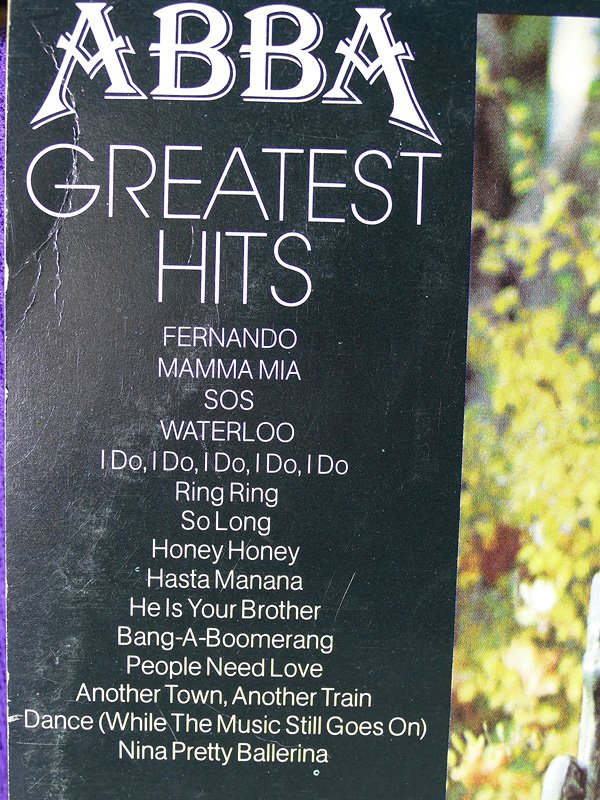 ABBA
GREATEST
HITS
FERNANDO
MAMMA MIA
SOS
WATERLOO
I Do, I Do, I Do, I Do, I Do
Ring Ring
So Long
Honey Honey
Hasta Manana
He Is Your Brother
Bang-A-Boomerang
People Need Love
Another Town, Another Train
Dance (While The Music Still Goes On)
Nina Pretty Ballerina